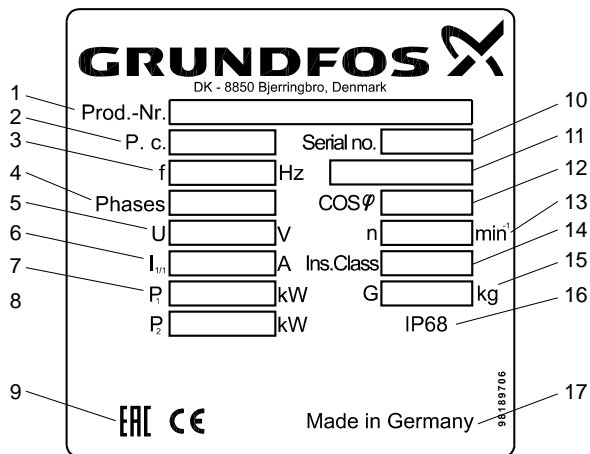 GRUNDFOS
DK - 8850 Bjerringbro, Denmark
1 Prod.-Nr.
2 P. c. Serial no. 10
3 f Hz 11
4 Phases COS φ 12
5 U V n min⁻¹ 13
6 I1/1 A Ins.Class 14
7 P1 kW G kg 15
8 P2 kW IP68 16
9 EAC CE Made in Germany 17
98189706